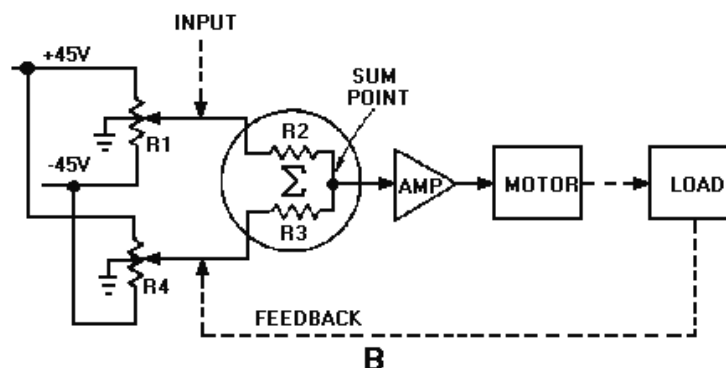 INPUT
+45V
SUM
POINT
R1
R2
-45V
Σ
AMP
MOTOR
LOAD
R3
R4
FEEDBACK
B